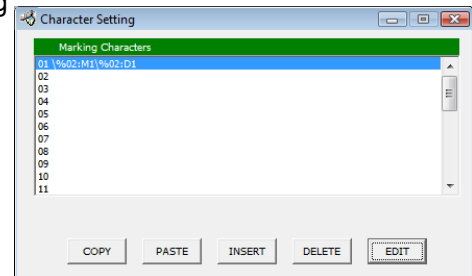 g
Character Setting
Marking Characters
01 \%02:M1\%02:D1
02
03
04
05
06
07
08
09
10
11
COPY PASTE INSERT DELETE EDIT